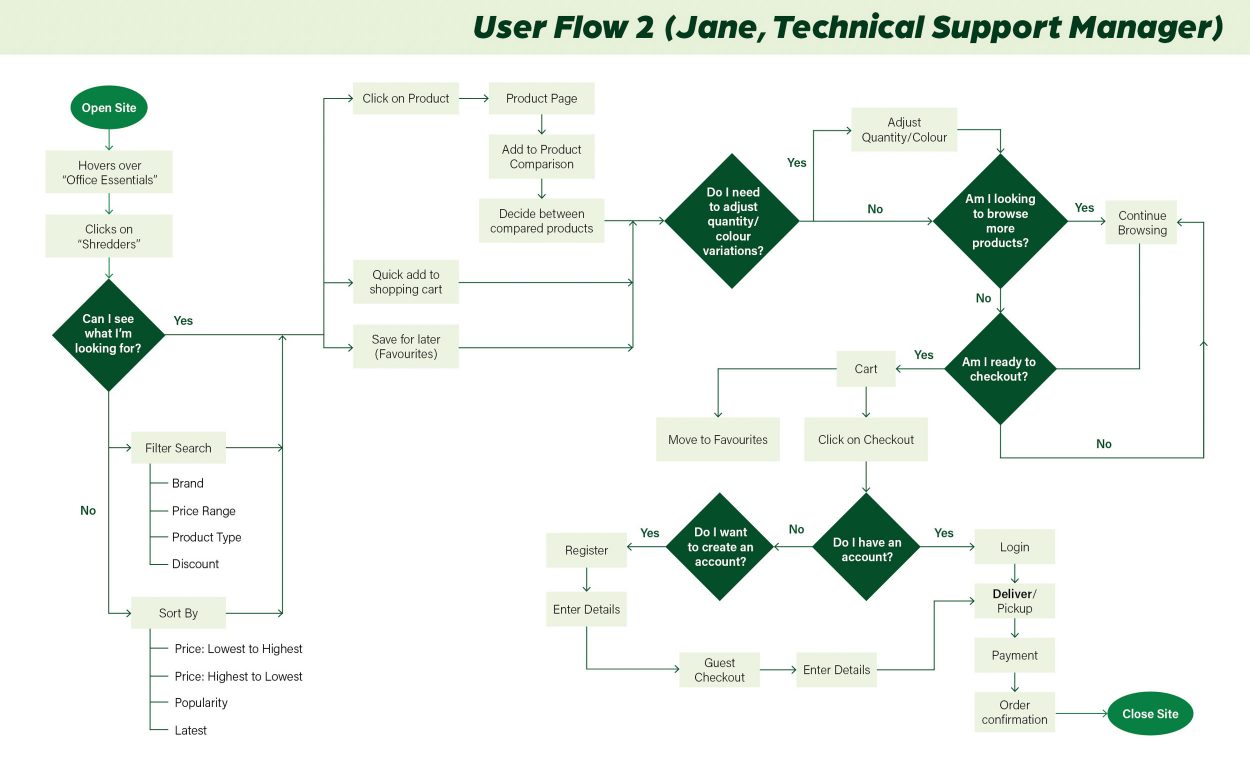 User Flow 2 (Jane, Technical Support Manager)
Open Site
Hovers over
“Office Essentials”
Clicks on
“Shredders”
Can I see
what I’m
looking for?
Yes
No
Filter Search
Brand
Price Range
Product Type
Discount
Sort By
Price: Lowest to Highest
Price: Highest to Lowest
Popularity
Latest
Click on Product
Product Page
Add to Product
Comparison
Decide between
compared products
Quick add to
shopping cart
Save for later
(Favourites)
Do I need
to adjust
quantity/
colour
variations?
Yes
Adjust
Quantity/Colour
No
Am I looking
to browse
more
products?
Yes
Continue
Browsing
No
Am I ready to
checkout?
No
Yes
Cart
Move to Favourites
Click on Checkout
Do I have an
account?
No
Do I want
to create an
account?
Yes
Register
Enter Details
Guest
Checkout
Enter Details
Yes
Login
Deliver/
Pickup
Payment
Order
confirmation
Close Site